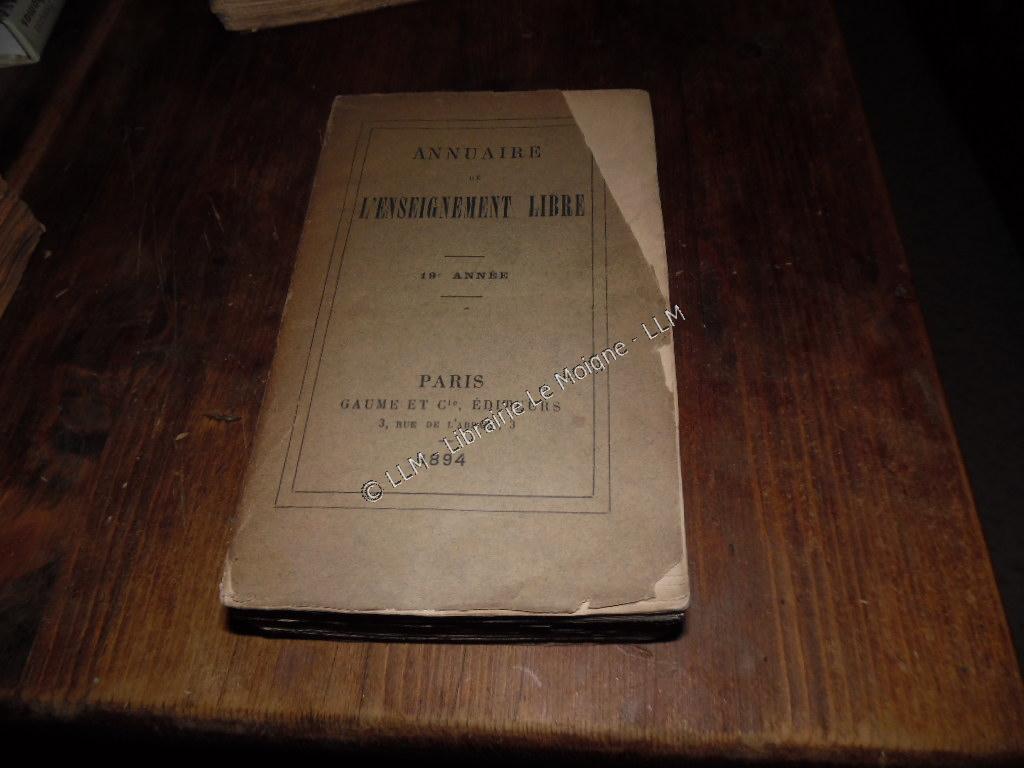 ANNUAIRE
DE
L'ENSEIGNEMENT LIBRE
19e ANNÉE
PARIS
GAUME ET Cie, ÉDITEURS
3, RUE DE L'ABBAYE, 3
1894
© LLM - Librairie Le Moigne - LLM